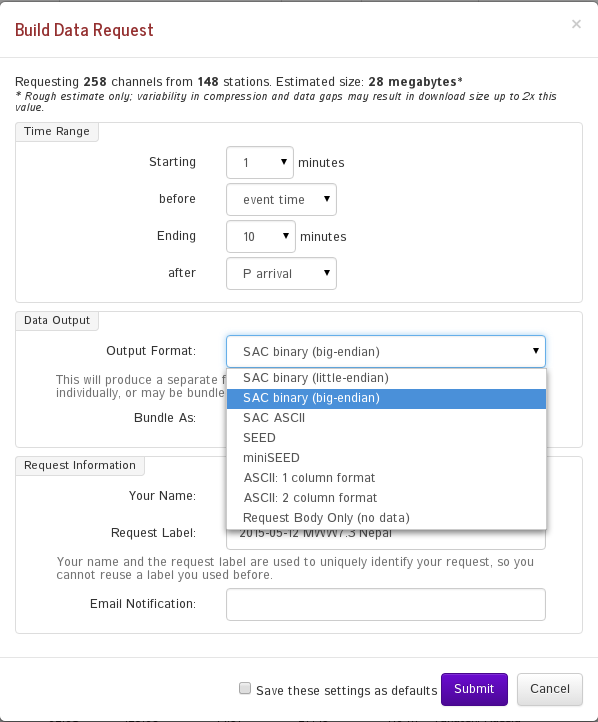 Build Data Request
×
Requesting 258 channels from 148 stations. Estimated size: 28 megabytes*
* Rough estimate only; variability in compression and data gaps may result in download size up to 2x this
value.
Time Range
Starting 1 minutes
before event time
Ending 10 minutes
after P arrival
Data Output
Output Format: SAC binary (big-endian)
This will produce a separate f
individually, or may be bundle
Bundle As:
SAC binary (little-endian)
SAC binary (big-endian)
SAC ASCII
SEED
miniSEED
ASCII: 1 column format
ASCII: 2 column format
Request Body Only (no data)
Request Information
Your Name:
Request Label: 2015-05-12 MWW7.3 Nepal
Your name and the request label are used to uniquely identify your request, so you
cannot reuse a label you used before.
Email Notification:
Save these settings as defaults Submit Cancel